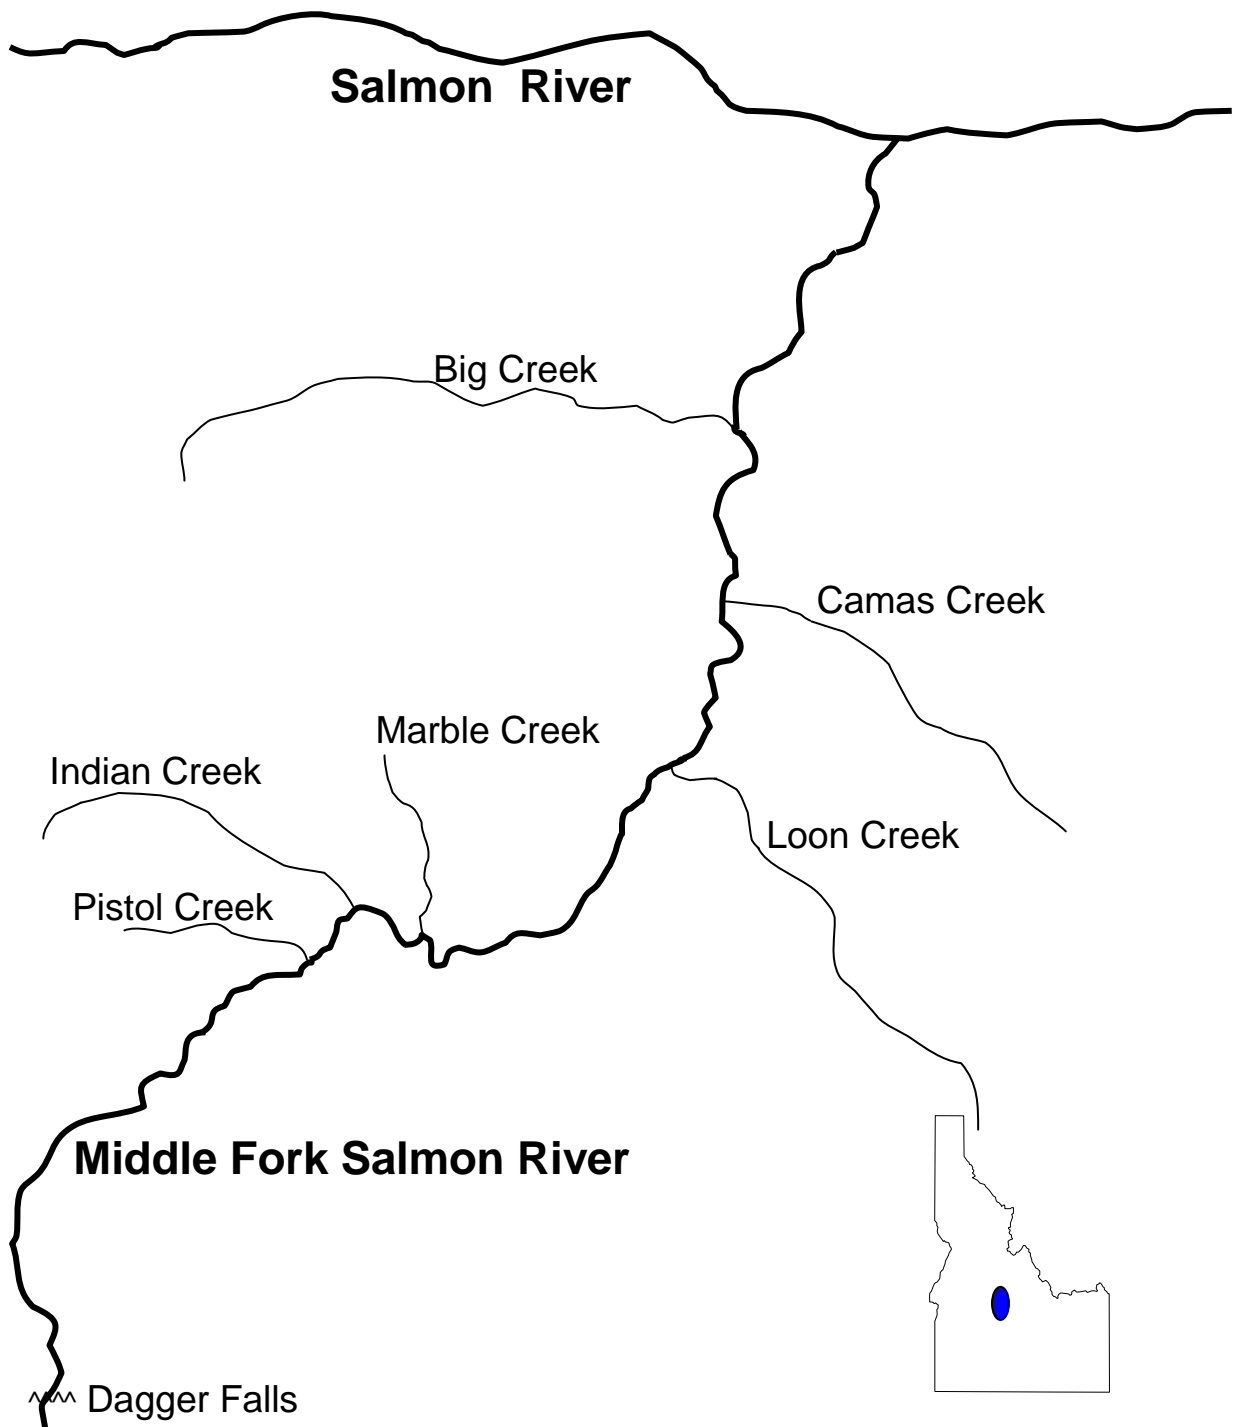 Salmon River
Big Creek
Camas Creek
Marble Creek
Indian Creek
Loon Creek
Pistol Creek
Middle Fork Salmon River
Dagger Falls